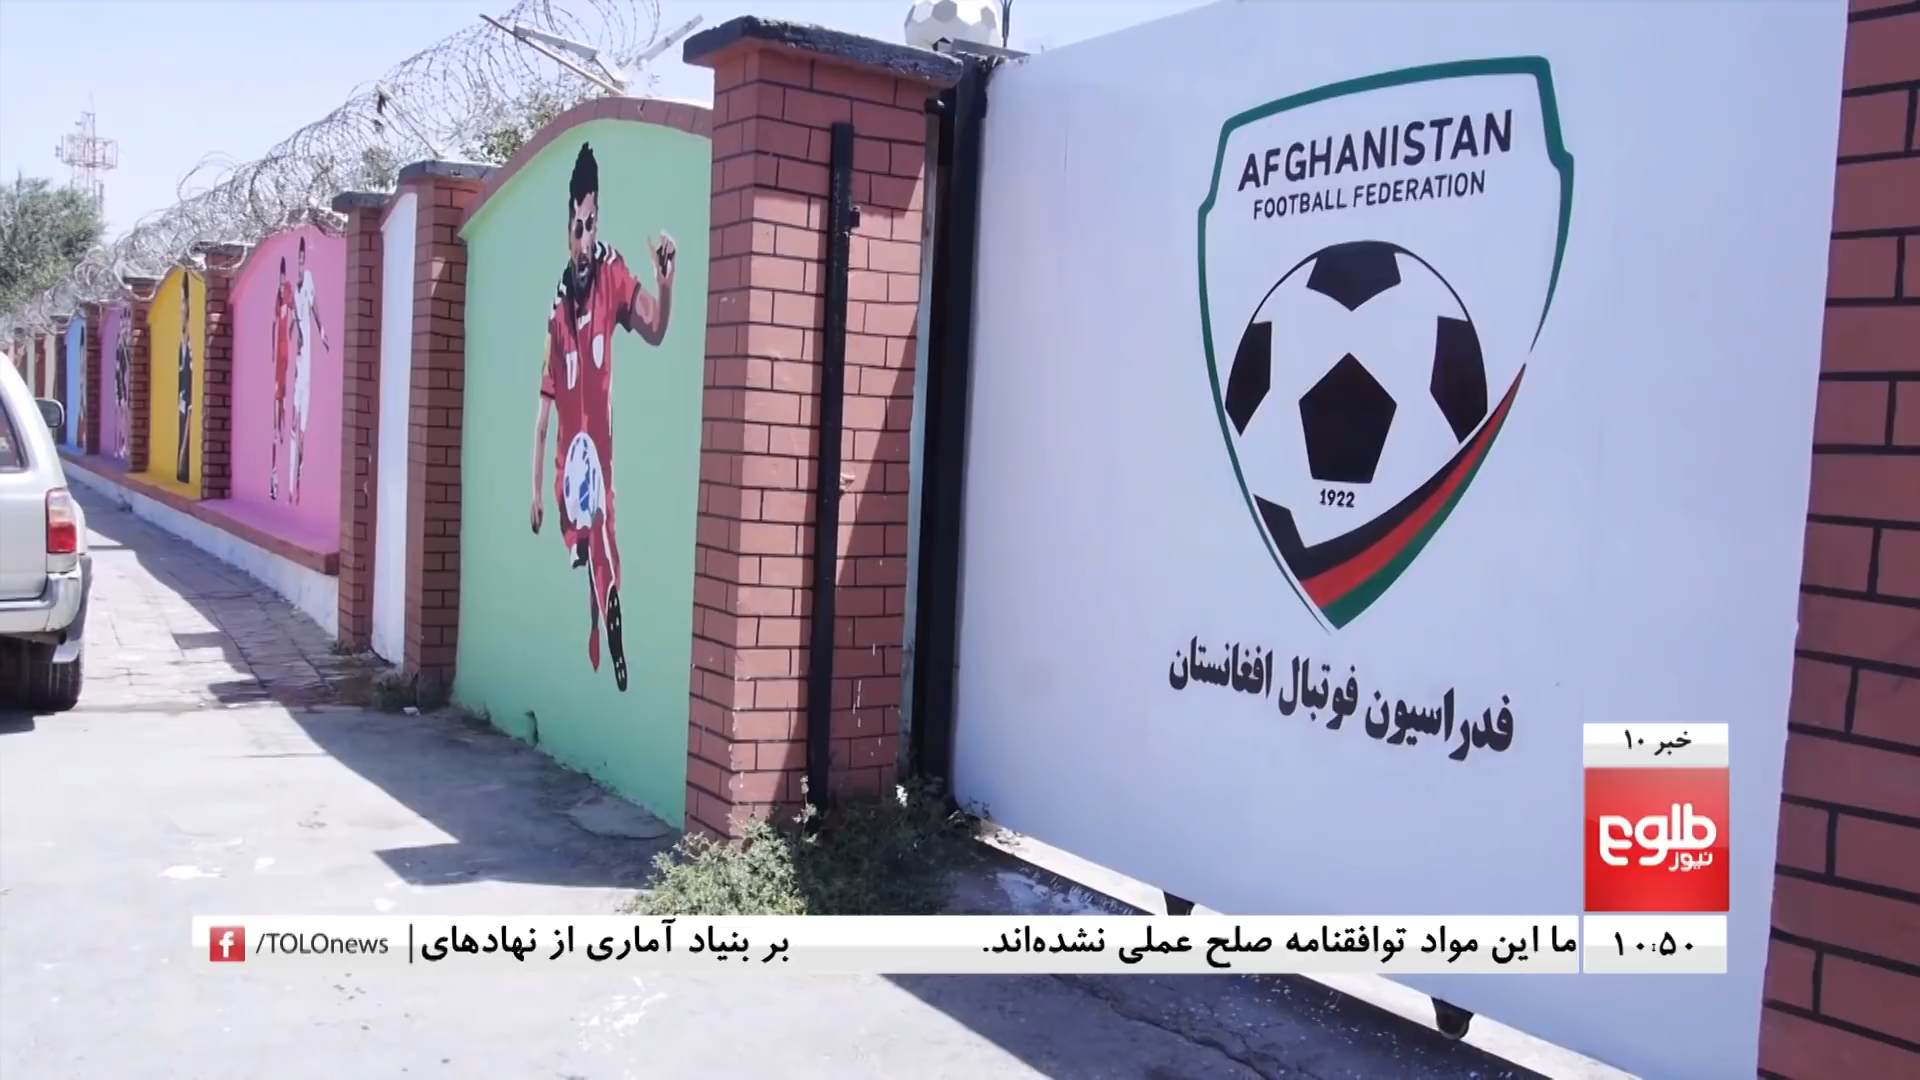 AFGHANISTAN
FOOTBALL FEDERATION
1922
فدراسیون فوتبال افغانستان
خبر ۱۰
طلوع
نیوز
۱۰:۵۰
ما این مواد توافقنامه صلح عملی نشده‌اند.
بر بنیاد آماری از نهادهای
/TOLOnews